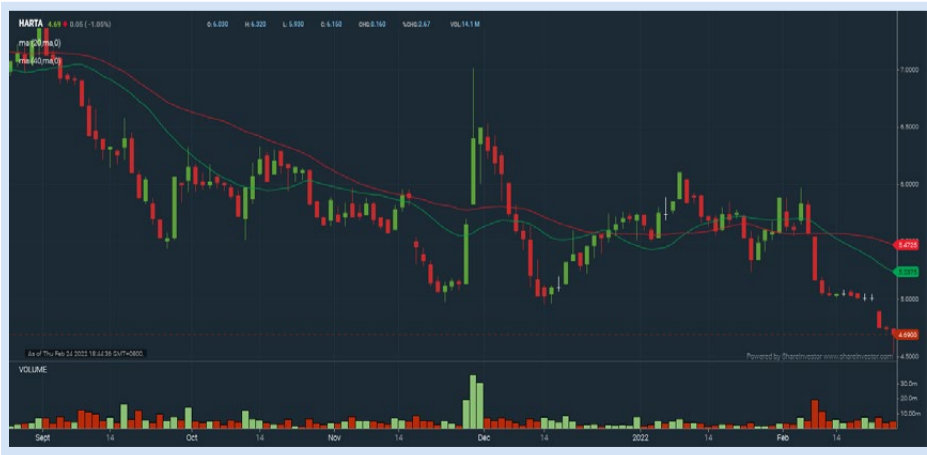 HARTA 4.69 0.05 (-1.05%) O:6.030 H:6.320 L:5.930 C:6.150 CHG:0.160 %CHG:2.67 VOL:14.1 M
ma(20,ma,0)
ma(40,ma,0)
7.0000
6.5000
6.0000
5.4725
5.0000
4.6900
4.5000
As of Thu Feb 24 2022 18:44:36 GMT+0800.
Powered by ShareInvestor www.shareinvestor.com
VOLUME
30.0m
20.0m
10.00m
Sept 14 Oct 14 Nov 14 Dec 14 2022 14 Feb 14